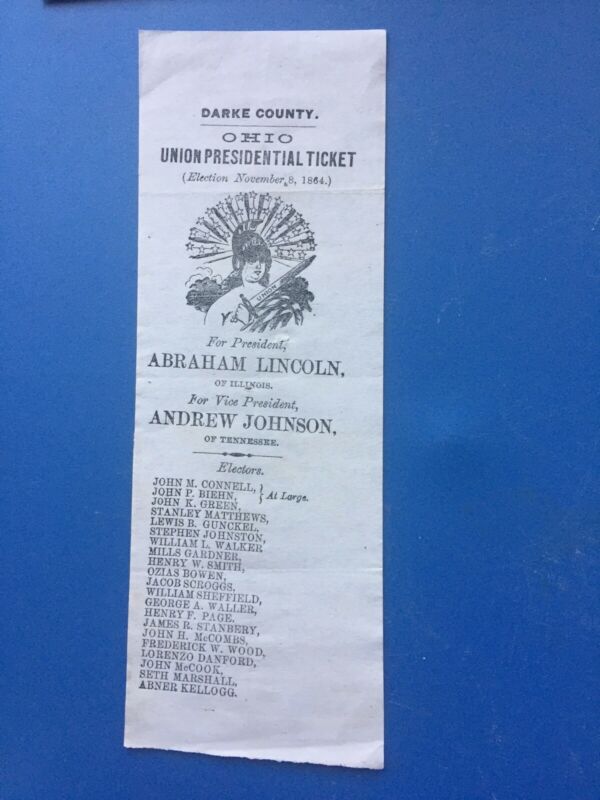 DARKE COUNTY.
OHIO
UNION PRESIDENTIAL TICKET
(Election November 8, 1864.)
UNION
For President,
ABRAHAM LINCOLN,
OF ILLINOIS.
For Vice President,
ANDREW JOHNSON,
OF TENNESSEE.
Electors.
JOHN M. CONNELL,
JOHN P. BIEHN, } At Large.
JOHN K. GREEN,
STANLEY MATTHEWS,
LEWIS B. GUNCKEL,
STEPHEN JOHNSTON,
WILLIAM L. WALKER
MILLS GARDNER,
HENRY W. SMITH,
OZIAS BOWEN,
JACOB SCROGGS,
WILLIAM SHEFFIELD,
GEORGE A. WALLER,
HENRY F. PAGE,
JAMES R. STANBERY,
JOHN H. McCOMBS,
FREDERICK W. WOOD,
LORENZO DANFORD,
JOHN McCOOK,
SETH MARSHALL,
ABNER KELLOGG.